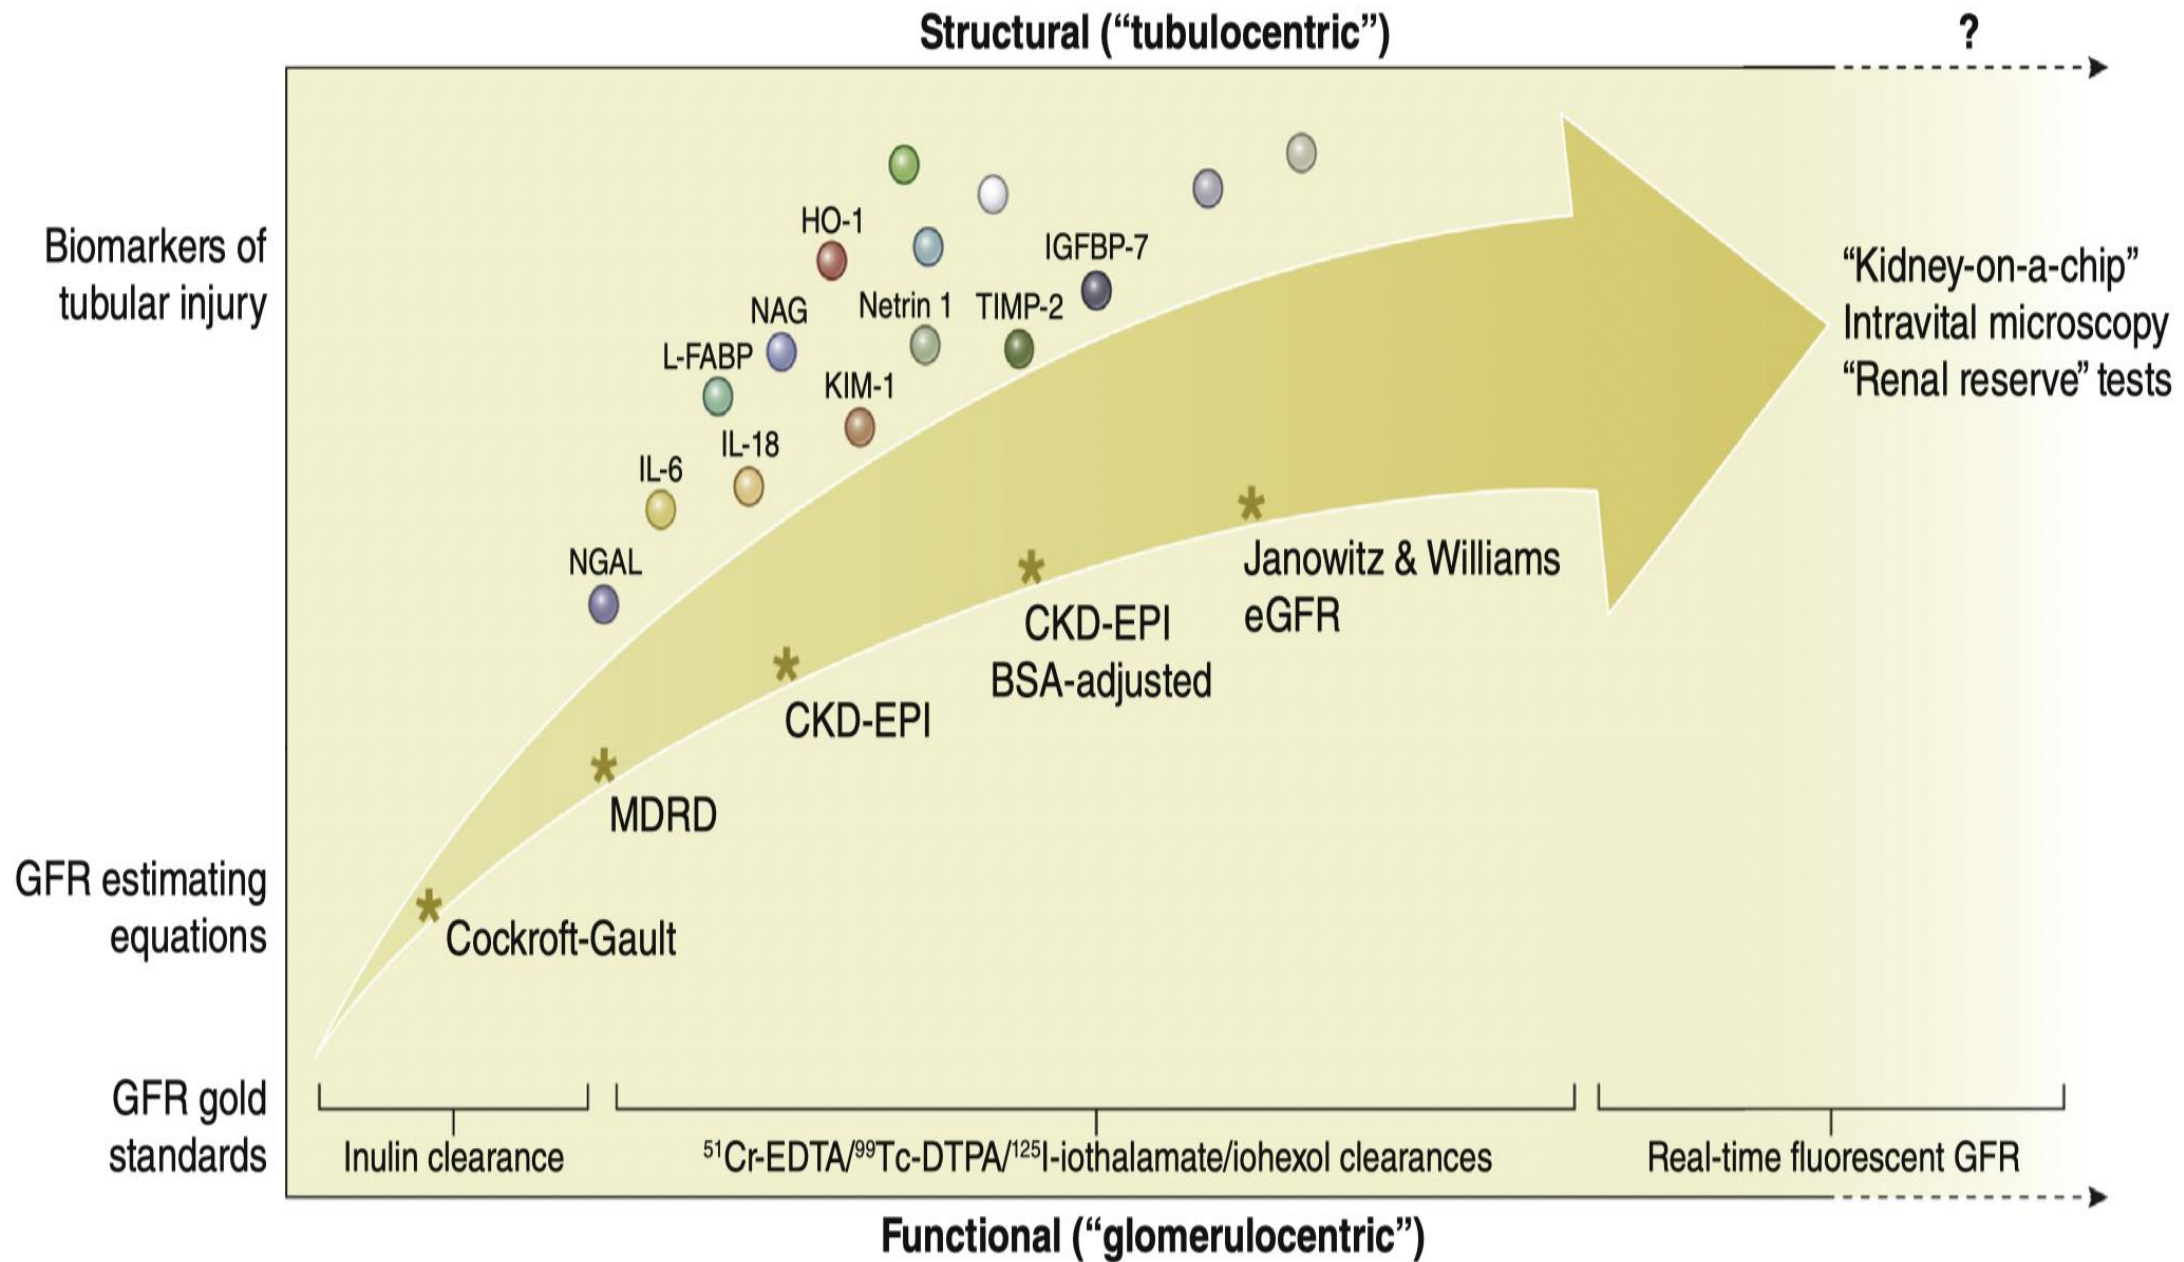 Structural (“tubulocentric”)
?
Biomarkers of
tubular injury
HO-1
IGFBP-7
NAG
Netrin 1
TIMP-2
L-FABP
KIM-1
IL-18
IL-6
NGAL
“Kidney-on-a-chip”
Intravital microscopy
“Renal reserve” tests
Janowitz & Williams
eGFR
CKD-EPI
BSA-adjusted
CKD-EPI
MDRD
GFR estimating
equations
Cockroft-Gault
GFR gold
standards
Inulin clearance
⁵¹Cr-EDTA/⁹⁹Tc-DTPA/¹²⁵I-iothalamate/iohexol clearances
Real-time fluorescent GFR
Functional (“glomerulocentric”)